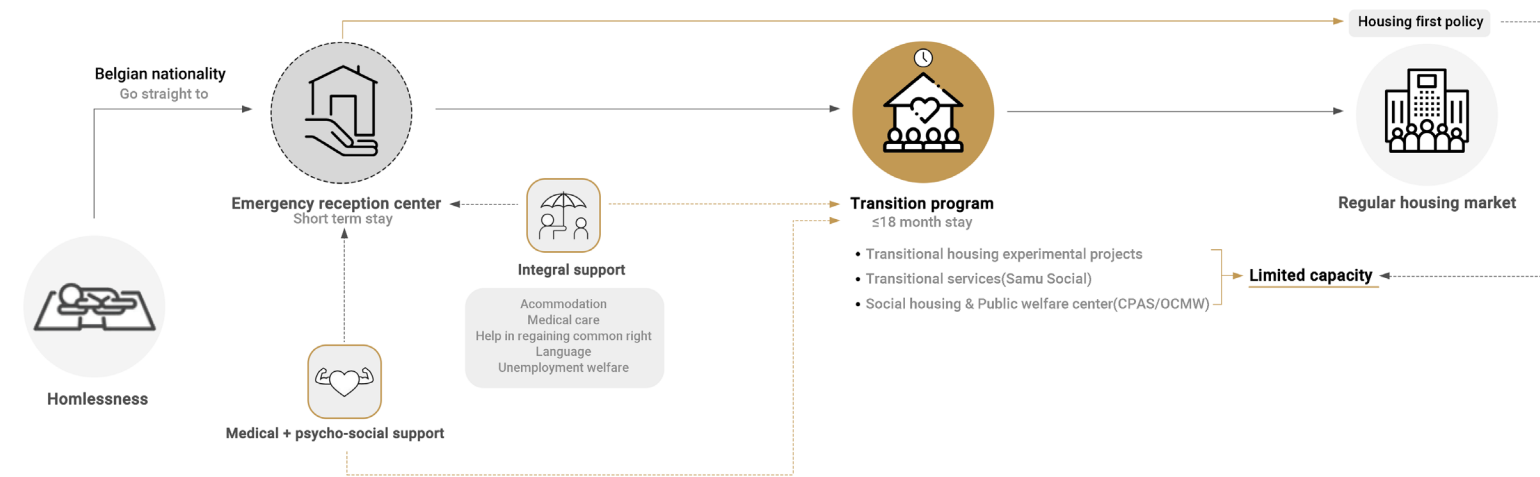 Housing first policy
Belgian nationality
Go straight to
Emergency reception center
Short term stay
Transition program
≤18 month stay
Regular housing market
Integral support
Acommodation
Medical care
Help in regaining common right
Language
Unemployment welfare
• Transitional housing experimental projects
• Transitional services(Samu Social)
• Social housing & Public welfare center(CPAS/OCMW)
Limited capacity
Homlessness
Medical + psycho-social support